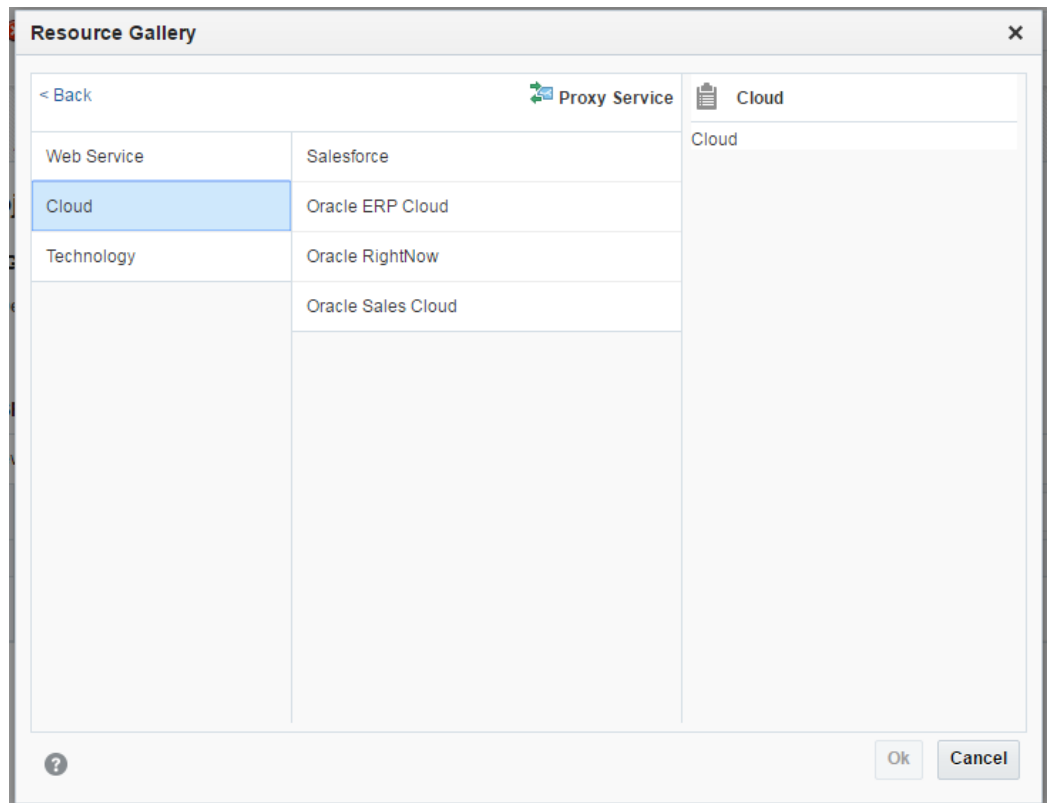 Resource Gallery
< Back
Proxy Service
Cloud
Cloud
Web Service
Cloud
Technology
Salesforce
Oracle ERP Cloud
Oracle RightNow
Oracle Sales Cloud
Ok
Cancel